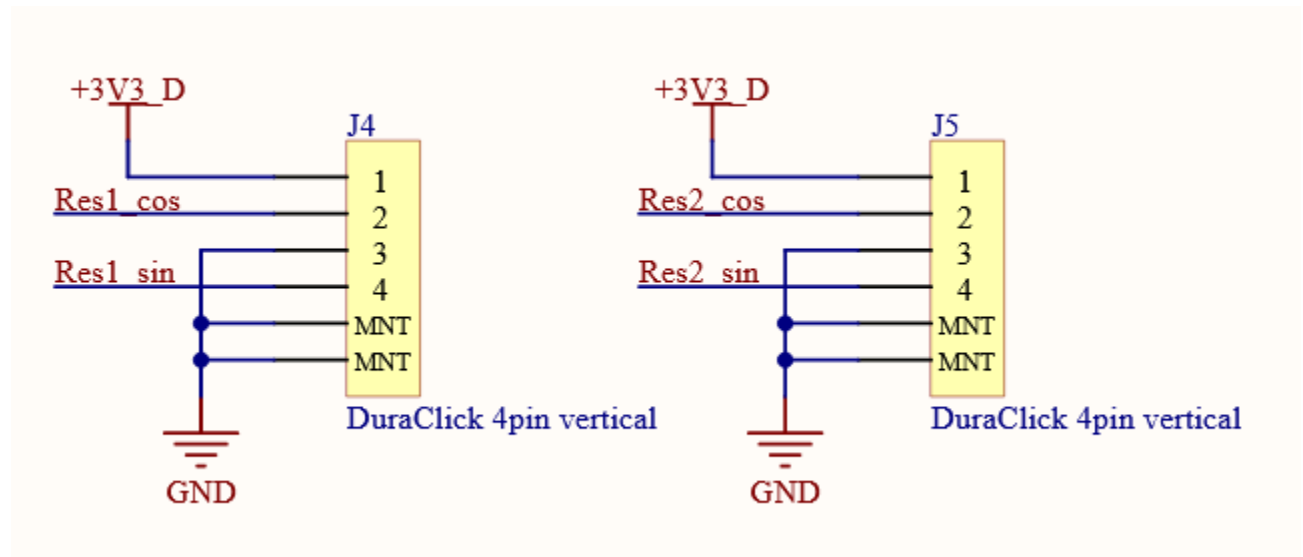 +3V3_D
J4
1
Res1_cos
2
3
Res1_sin
4
MNT
MNT
DuraClick 4pin vertical
GND
+3V3_D
J5
1
Res2_cos
2
3
Res2_sin
4
MNT
MNT
DuraClick 4pin vertical
GND